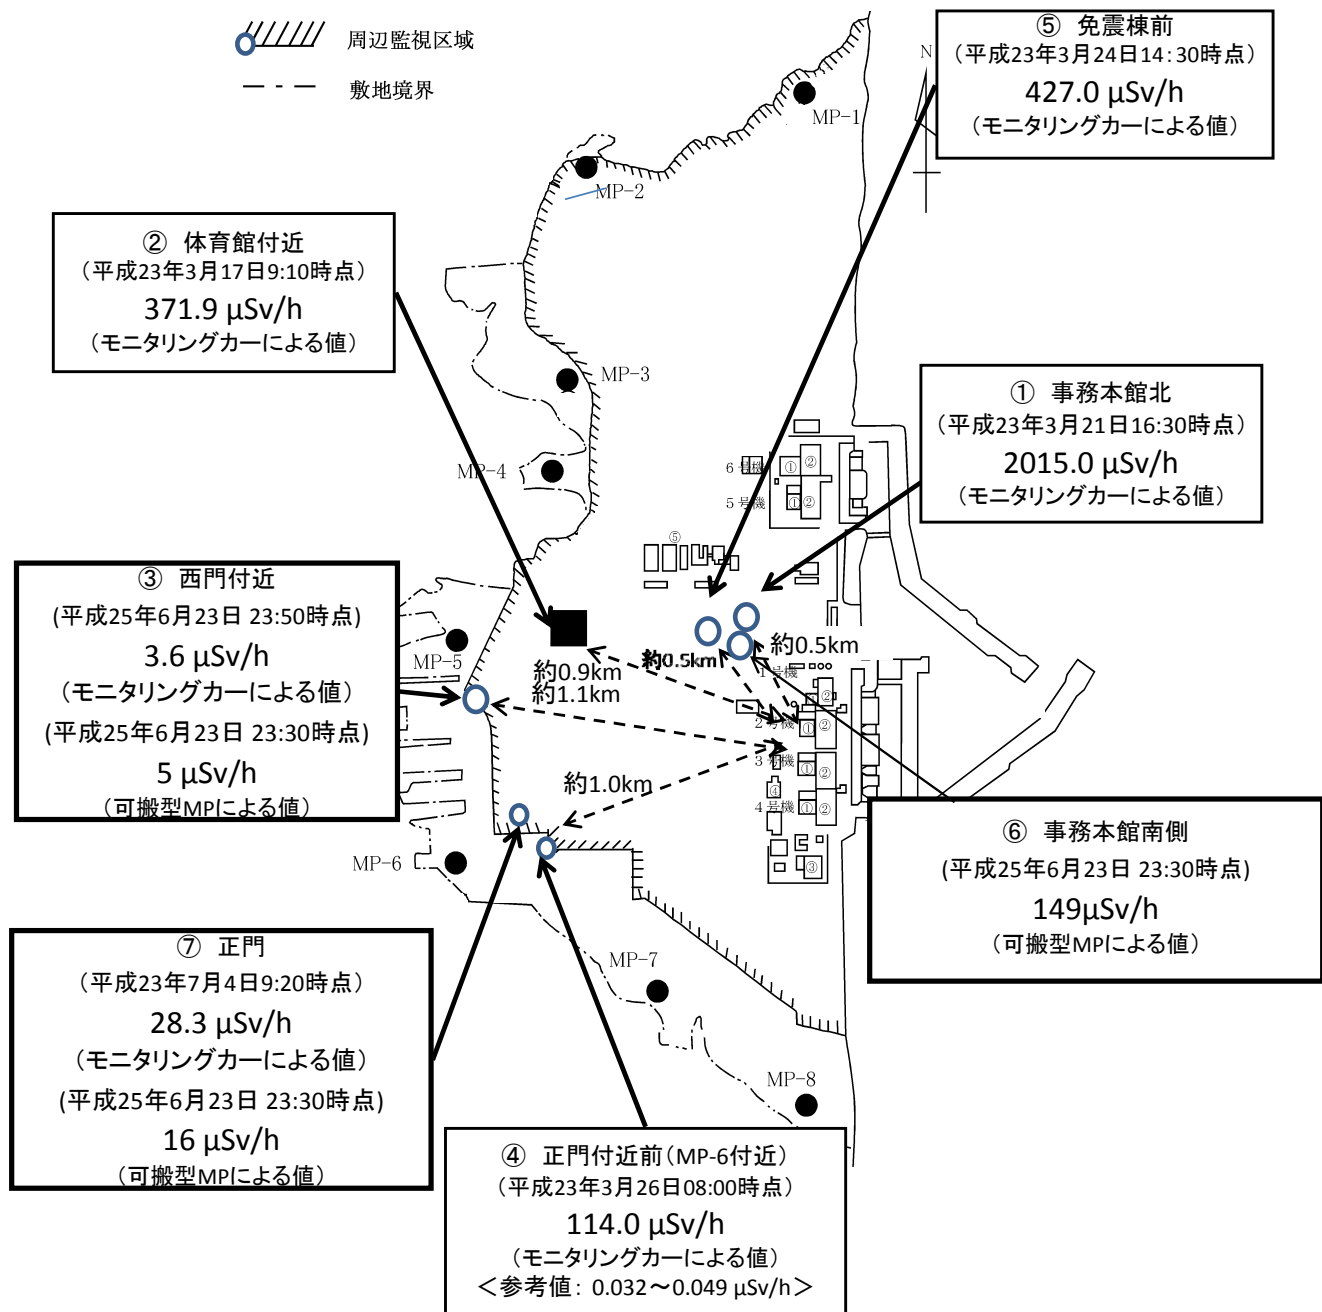 周辺監視区域
敷地境界
⑤ 免震棟前
（平成23年3月24日14:30時点）
427.0 μSv/h
（モニタリングカーによる値）
N
MP-1
MP-2
② 体育館付近
（平成23年3月17日9:10時点）
371.9 μSv/h
（モニタリングカーによる値）
MP-3
① 事務本館北
（平成23年3月21日16:30時点）
2015.0 μSv/h
（モニタリングカーによる値）
MP-4
6号機
①
②
5号機
①
②
⑤
③ 西門付近
(平成25年6月23日 23:50時点)
3.6 μSv/h
（モニタリングカーによる値）
(平成25年6月23日 23:30時点)
5 μSv/h
（可搬型MPによる値）
MP-5
約0.5km
約0.5km
約0.9km
約1.1km
1号機
②
2号機
①
②
3号機
①
②
約1.0km
④
4号機
①
②
③
MP-6
⑥ 事務本館南側
(平成25年6月23日 23:30時点)
149μSv/h
（可搬型MPによる値）
⑦ 正門
（平成23年7月4日9:20時点）
28.3 μSv/h
（モニタリングカーによる値）
(平成25年6月23日 23:30時点)
16 μSv/h
（可搬型MPによる値）
MP-7
MP-8
④ 正門付近前（MP-6付近）
（平成23年3月26日08:00時点）
114.0 μSv/h
（モニタリングカーによる値）
＜参考値： 0.032～0.049 μSv/h＞